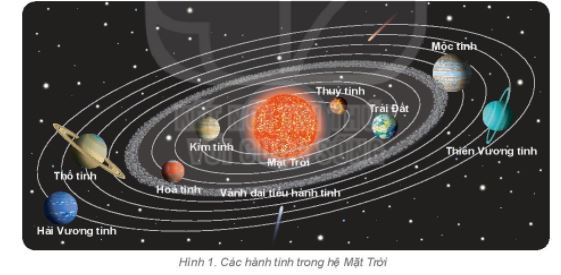 Mộc tinh
Thuỷ tinh
Trái Đất
Kim tinh
Thiên Vương tinh
Mặt Trời
Thổ tinh
Hoả tinh
Vành đai tiểu hành tinh
Hải Vương tinh
Hình 1. Các hành tinh trong hệ Mặt Trời